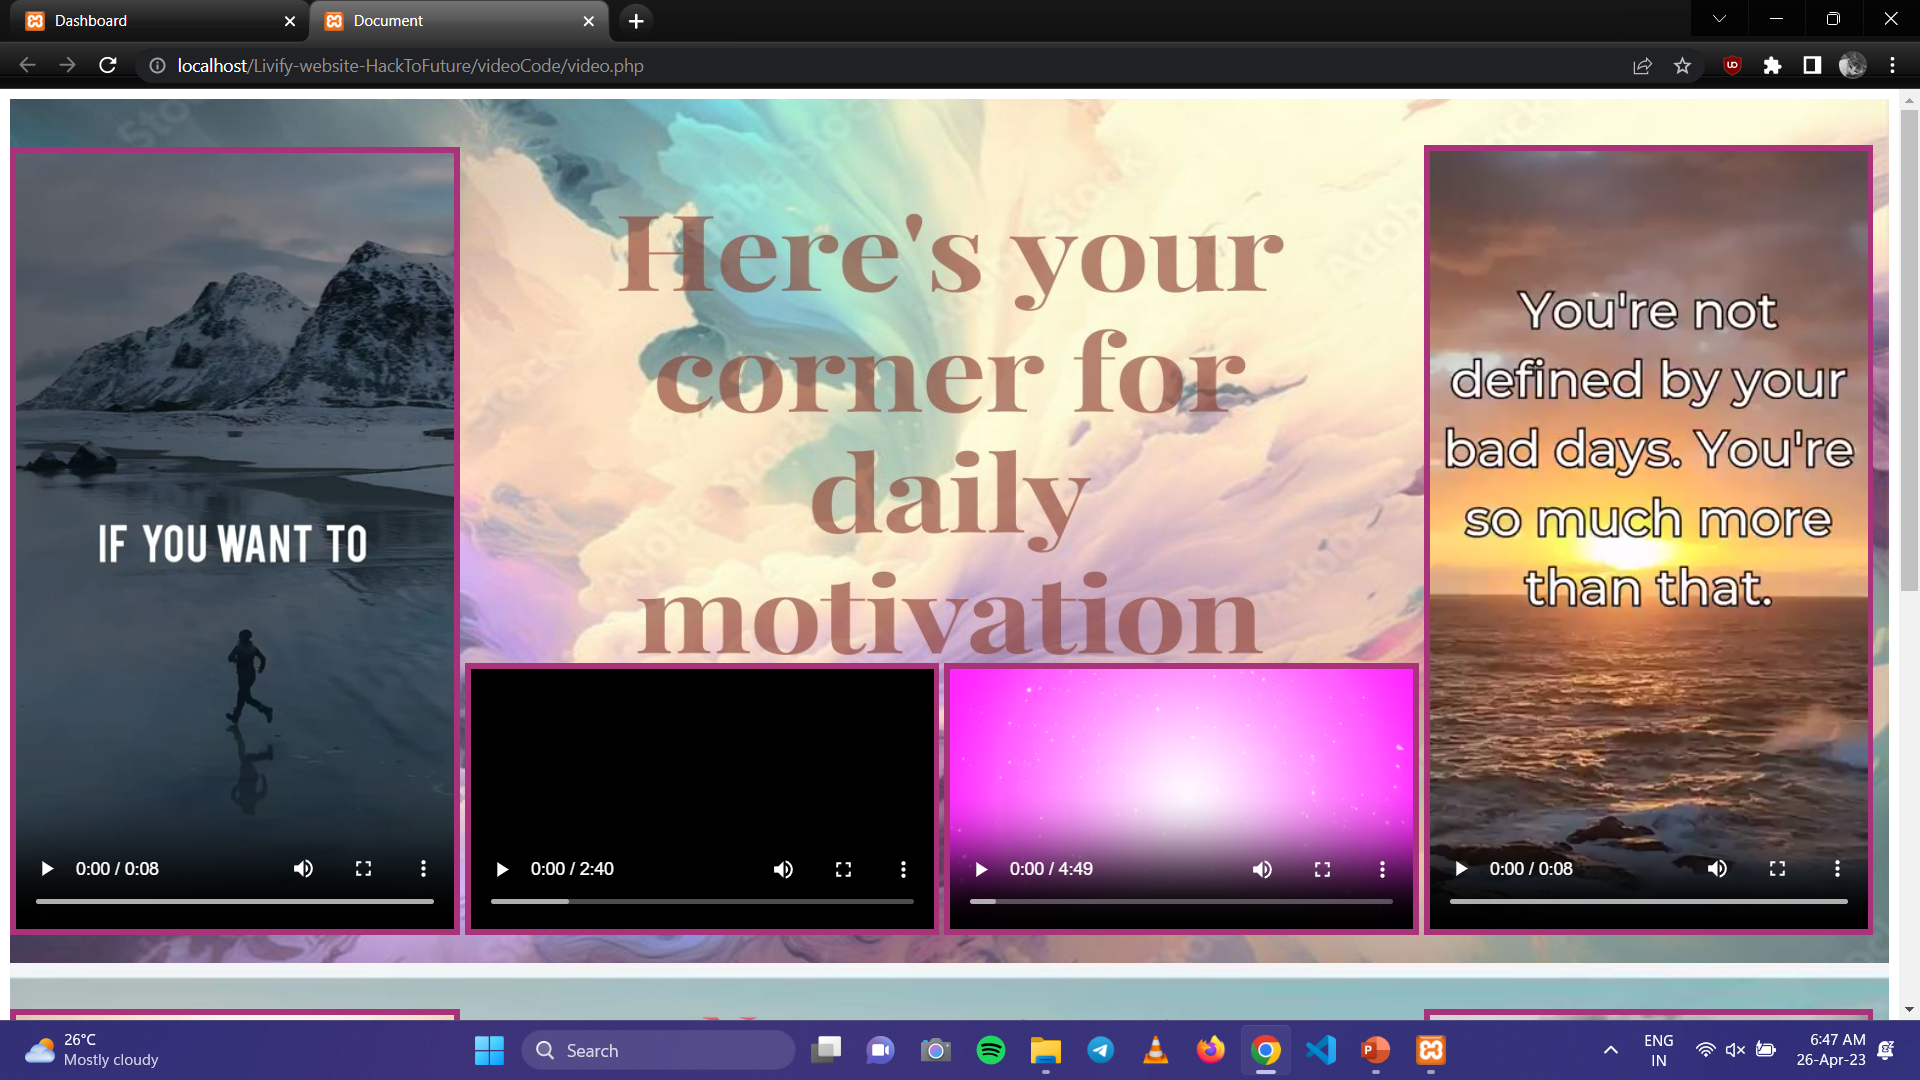 Dashboard
Document
localhost/Livify-website-HackToFuture/videoCode/video.php
Here's your
corner for
daily
motivation
IF YOU WANT TO
You're not
defined by your
bad days. You're
so much more
than that.
0:00 / 0:08
0:00 / 2:40
0:00 / 4:49
0:00 / 0:08
26°C
Mostly cloudy
Search
ENG
IN
6:47 AM
26-Apr-23